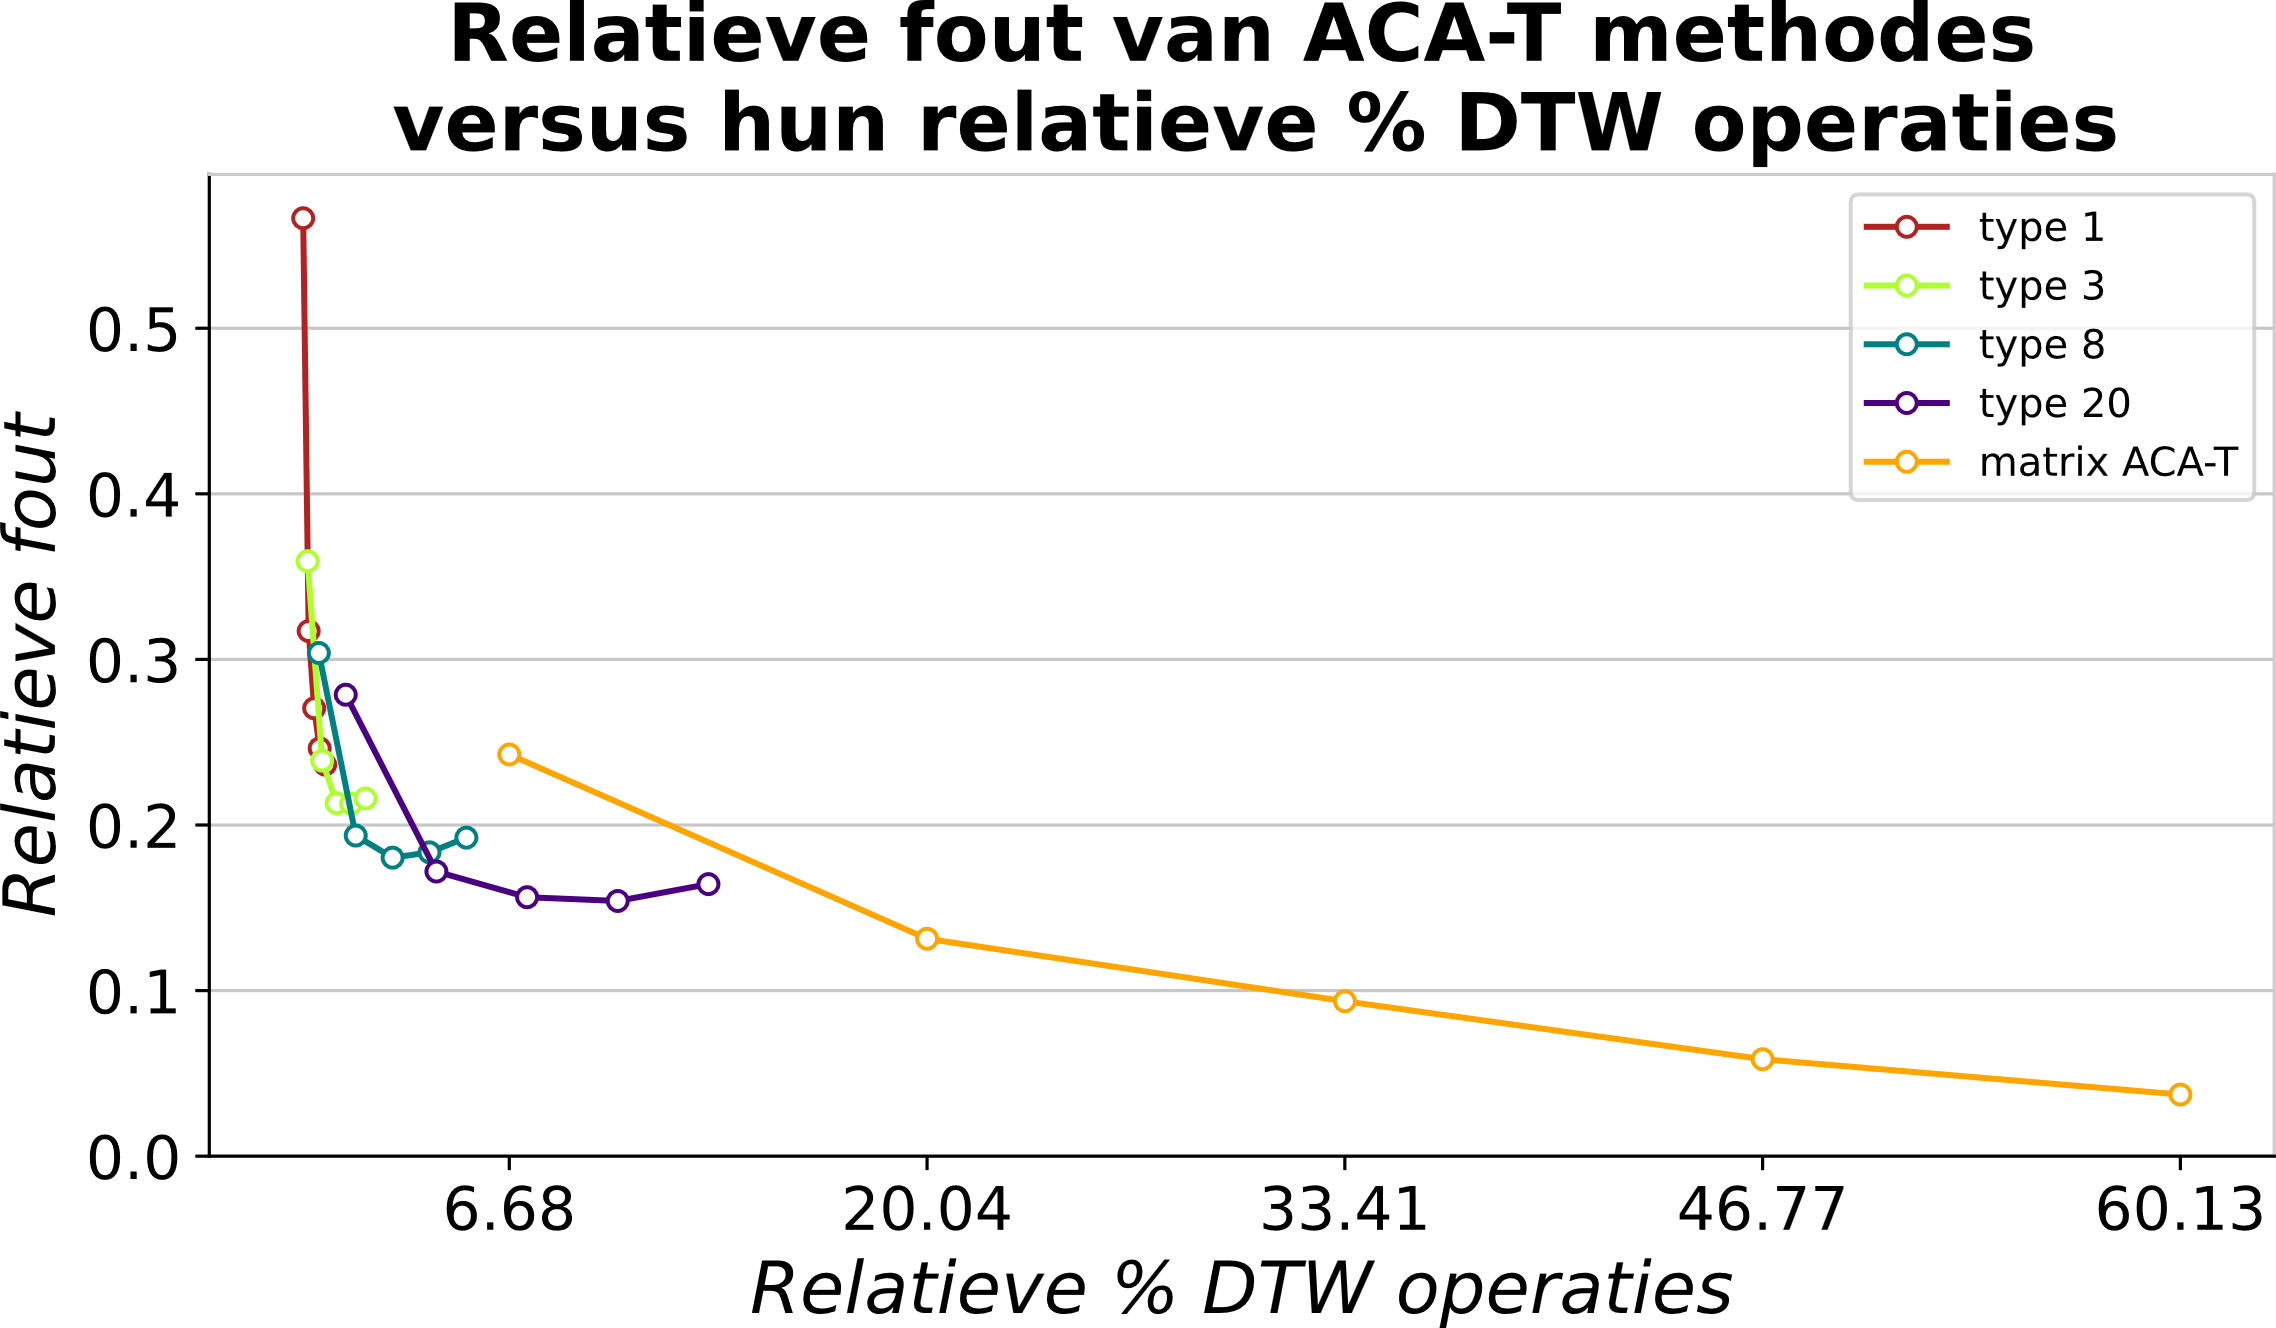 Relatieve fout van ACA-T methodes
versus hun relatieve % DTW operaties
type 1
type 3
type 8
type 20
matrix ACA-T
0.5
0.4
0.3
0.2
0.1
0.0
Relatieve fout
6.68 20.04 33.41 46.77 60.13
Relatieve % DTW operaties